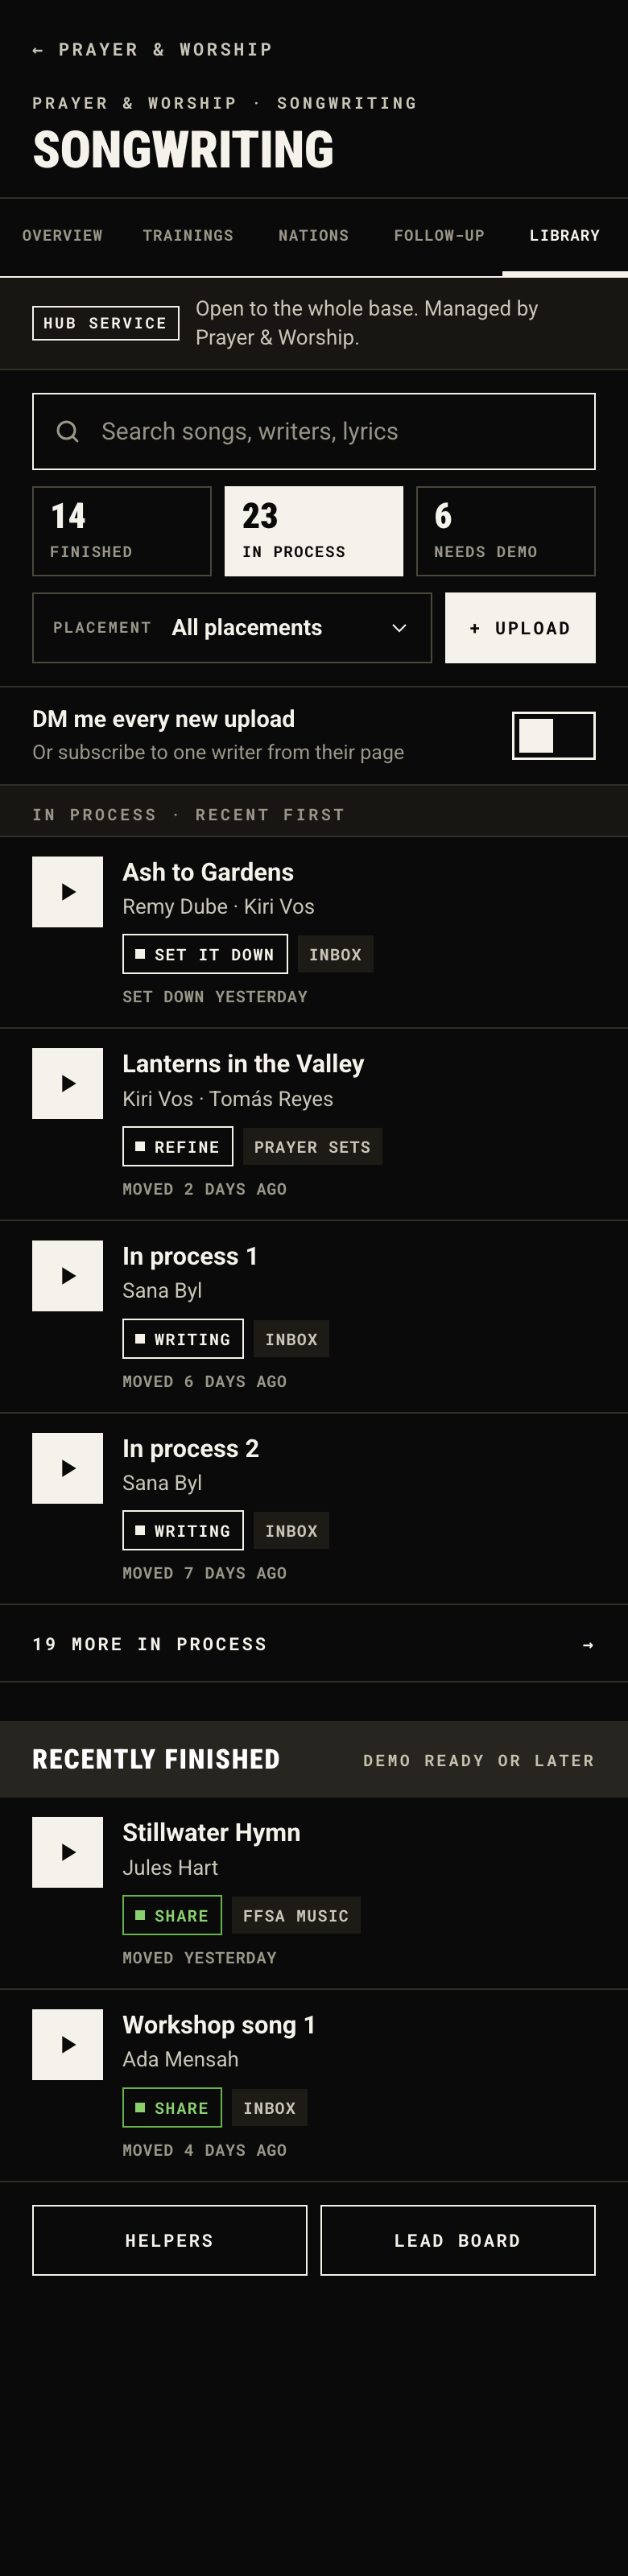 ← PRAYER & WORSHIP
PRAYER & WORSHIP · SONGWRITING
SONGWRITING
OVERVIEW TRAININGS NATIONS FOLLOW-UP LIBRARY
HUB SERVICE
Open to the whole base. Managed by
Prayer & Worship.
Search songs, writers, lyrics
14 23 6
FINISHED IN PROCESS NEEDS DEMO
PLACEMENT All placements + UPLOAD
DM me every new upload
Or subscribe to one writer from their page
IN PROCESS · RECENT FIRST
Ash to Gardens
Remy Dube · Kiri Vos
SET IT DOWN INBOX
SET DOWN YESTERDAY
Lanterns in the Valley
Kiri Vos · Tomás Reyes
REFINE PRAYER SETS
MOVED 2 DAYS AGO
In process 1
Sana Byl
WRITING INBOX
MOVED 6 DAYS AGO
In process 2
Sana Byl
WRITING INBOX
MOVED 7 DAYS AGO
19 MORE IN PROCESS →
RECENTLY FINISHED DEMO READY OR LATER
Stillwater Hymn
Jules Hart
SHARE FFSA MUSIC
MOVED YESTERDAY
Workshop song 1
Ada Mensah
SHARE INBOX
MOVED 4 DAYS AGO
HELPERS LEAD BOARD